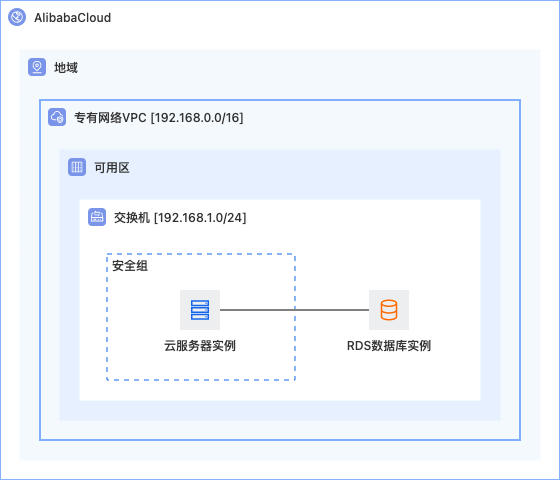 AlibabaCloud
地域
专有网络VPC [192.168.0.0/16]
可用区
交换机 [192.168.1.0/24]
安全组
云服务器实例
RDS数据库实例